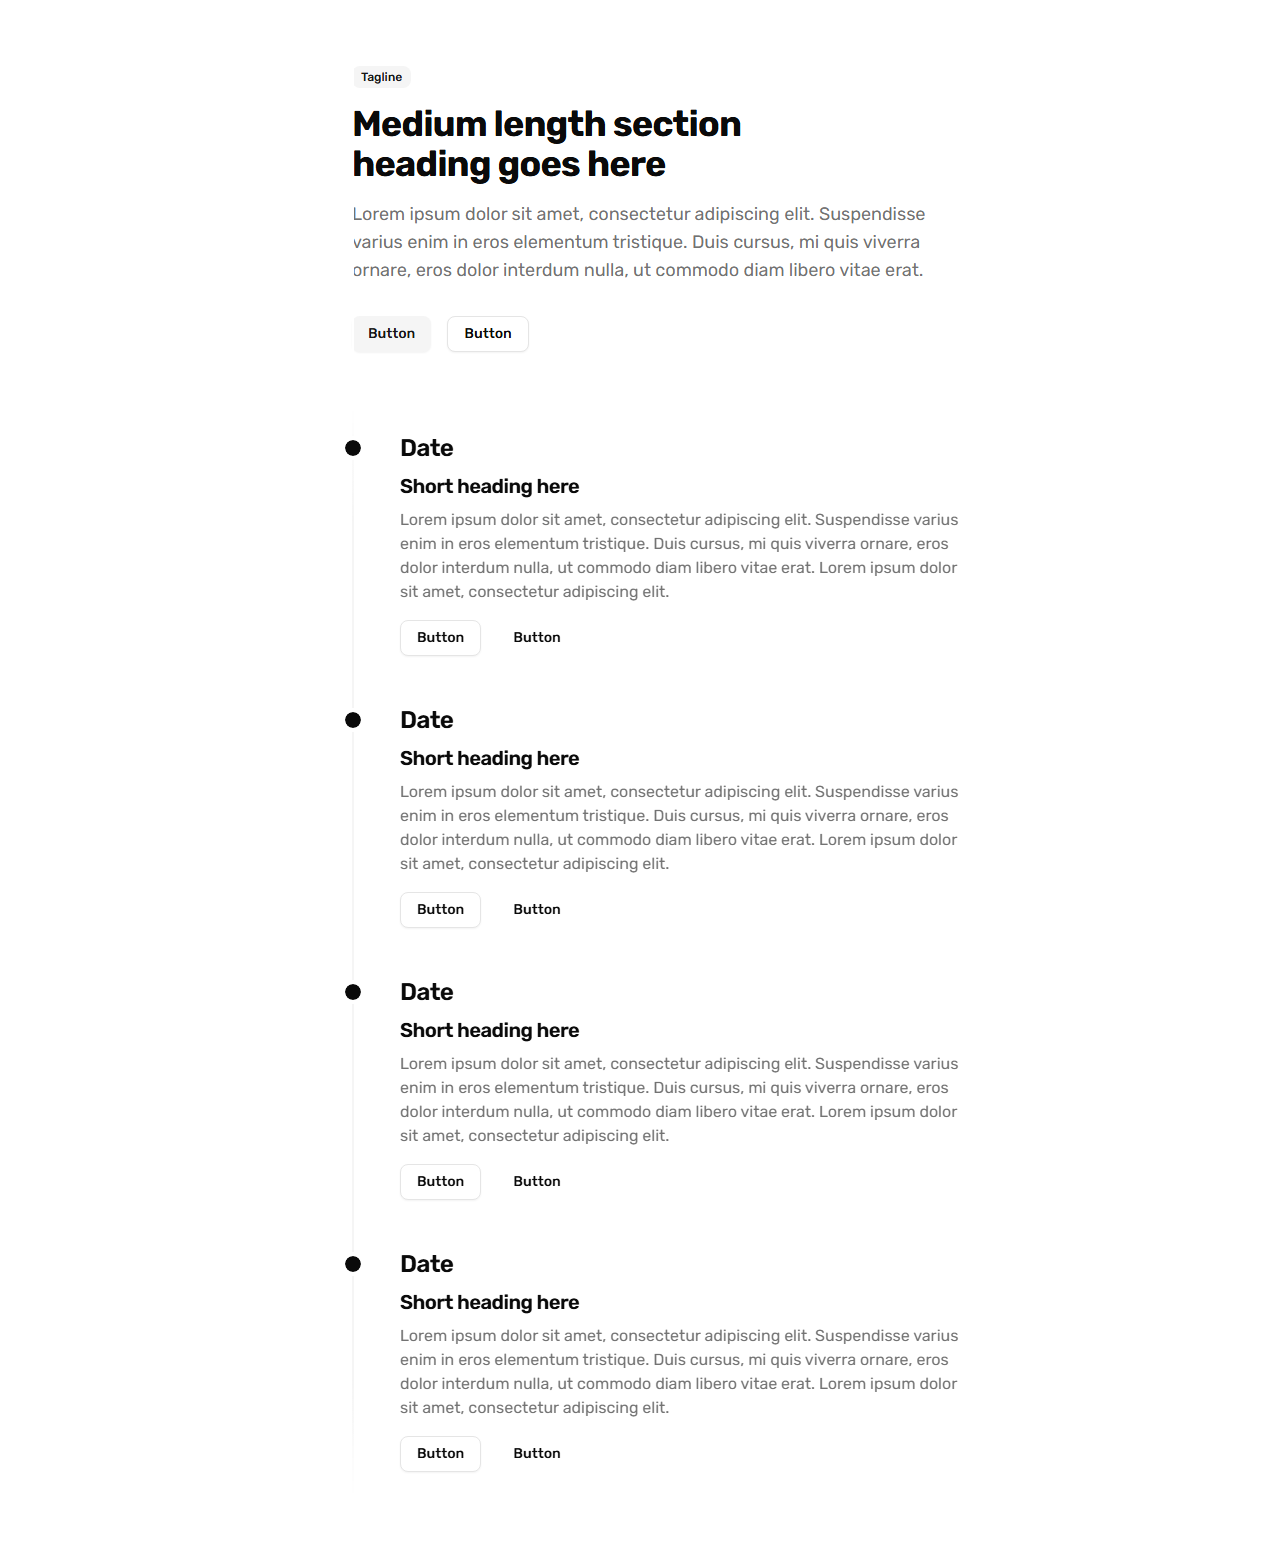 Tagline
Medium length section
heading goes here
Lorem ipsum dolor sit amet, consectetur adipiscing elit. Suspendisse
varius enim in eros elementum tristique. Duis cursus, mi quis viverra
ornare, eros dolor interdum nulla, ut commodo diam libero vitae erat.
Button Button
Date
Short heading here
Lorem ipsum dolor sit amet, consectetur adipiscing elit. Suspendisse varius
enim in eros elementum tristique. Duis cursus, mi quis viverra ornare, eros
dolor interdum nulla, ut commodo diam libero vitae erat. Lorem ipsum dolor
sit amet, consectetur adipiscing elit.
Button Button
Date
Short heading here
Lorem ipsum dolor sit amet, consectetur adipiscing elit. Suspendisse varius
enim in eros elementum tristique. Duis cursus, mi quis viverra ornare, eros
dolor interdum nulla, ut commodo diam libero vitae erat. Lorem ipsum dolor
sit amet, consectetur adipiscing elit.
Button Button
Date
Short heading here
Lorem ipsum dolor sit amet, consectetur adipiscing elit. Suspendisse varius
enim in eros elementum tristique. Duis cursus, mi quis viverra ornare, eros
dolor interdum nulla, ut commodo diam libero vitae erat. Lorem ipsum dolor
sit amet, consectetur adipiscing elit.
Button Button
Date
Short heading here
Lorem ipsum dolor sit amet, consectetur adipiscing elit. Suspendisse varius
enim in eros elementum tristique. Duis cursus, mi quis viverra ornare, eros
dolor interdum nulla, ut commodo diam libero vitae erat. Lorem ipsum dolor
sit amet, consectetur adipiscing elit.
Button Button